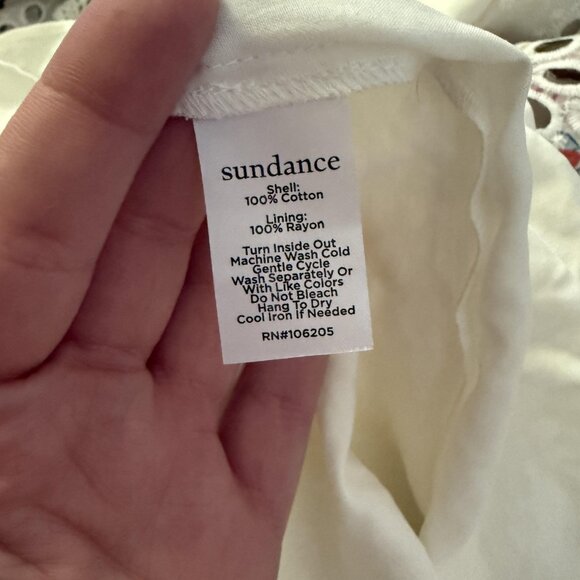 sundance
Shell:
100% Cotton
Lining:
100% Rayon
Turn Inside Out
Machine Wash Cold
Gentle Cycle
Wash Separately Or
With Like Colors
Do Not Bleach
Hang To Dry
Cool Iron if Needed
RN#106205